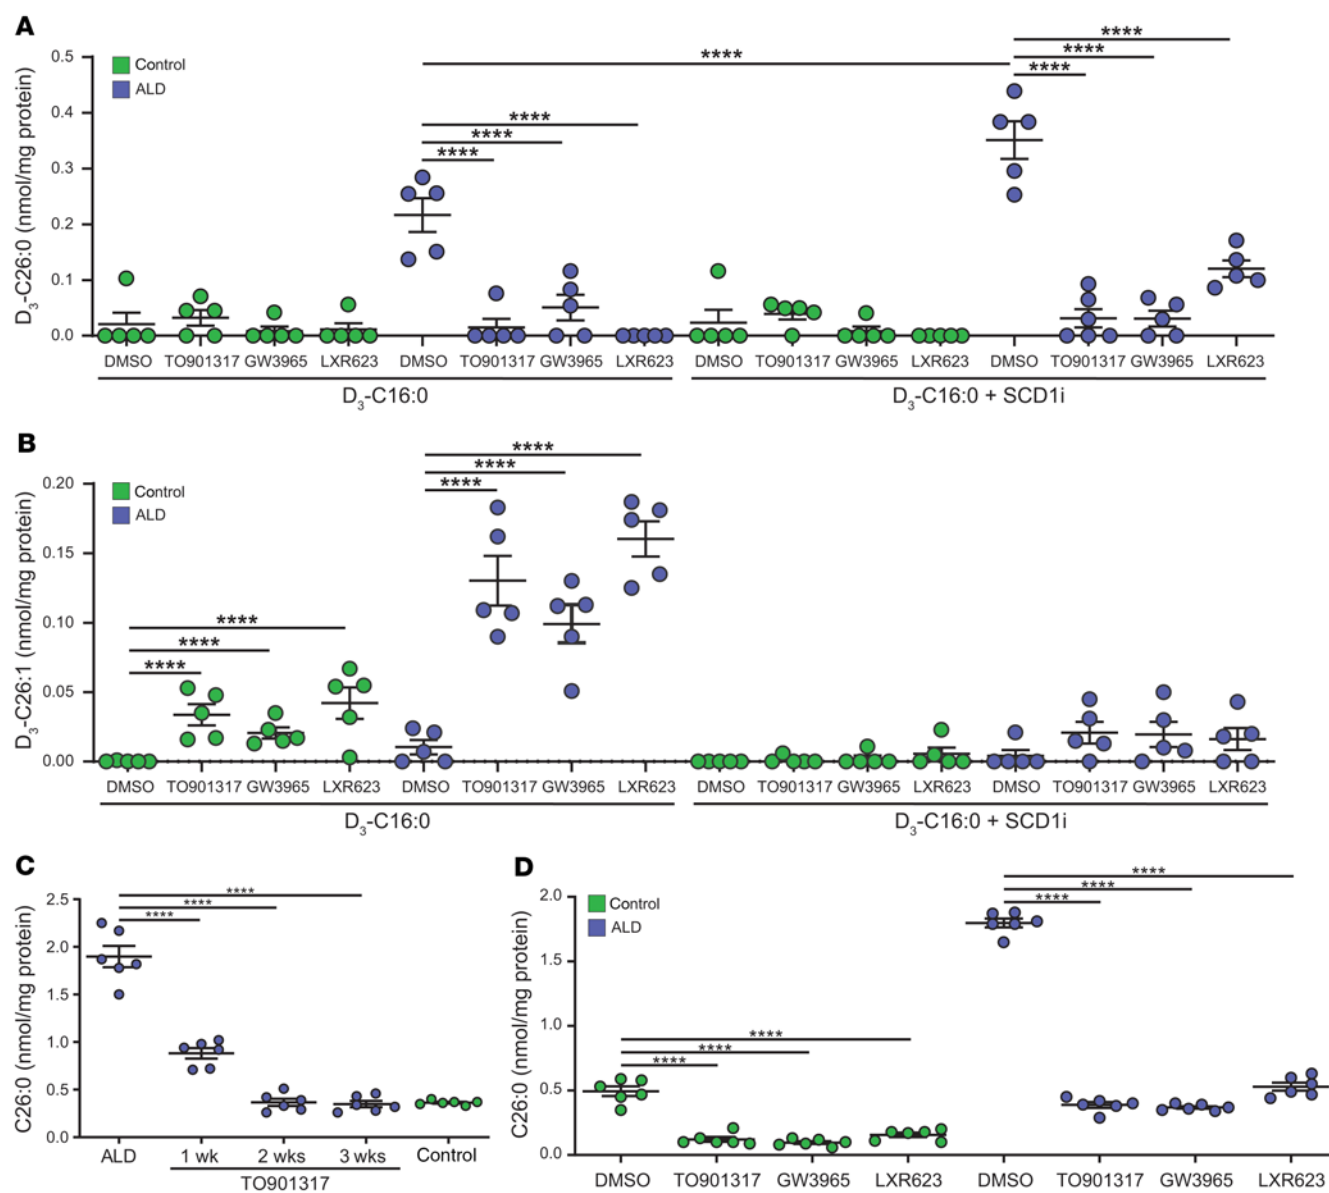 A
****
****
****
****
****
****
****
Control
ALD
D3-C26:0 (nmol/mg protein)
0.5
0.4
0.3
0.2
0.1
0.0
DMSO TO901317 GW3965 LXR623 DMSO TO901317 GW3965 LXR623 DMSO TO901317 GW3965 LXR623 DMSO TO901317 GW3965 LXR623
D3-C16:0 D3-C16:0 + SCD1i
B
****
****
****
****
****
****
Control
ALD
D3-C26:1 (nmol/mg protein)
0.20
0.15
0.10
0.05
0.00
DMSO TO901317 GW3965 LXR623 DMSO TO901317 GW3965 LXR623 DMSO TO901317 GW3965 LXR623 DMSO TO901317 GW3965 LXR623
D3-C16:0 D3-C16:0 + SCD1i
C
****
****
****
C26:0 (nmol/mg protein)
2.5
2.0
1.5
1.0
0.5
0.0
ALD 1 wk 2 wks 3 wks Control
TO901317
D
****
****
****
****
****
****
Control
ALD
C26:0 (nmol/mg protein)
2.0
1.5
1.0
0.5
0.0
DMSO TO901317 GW3965 LXR623 DMSO TO901317 GW3965 LXR623